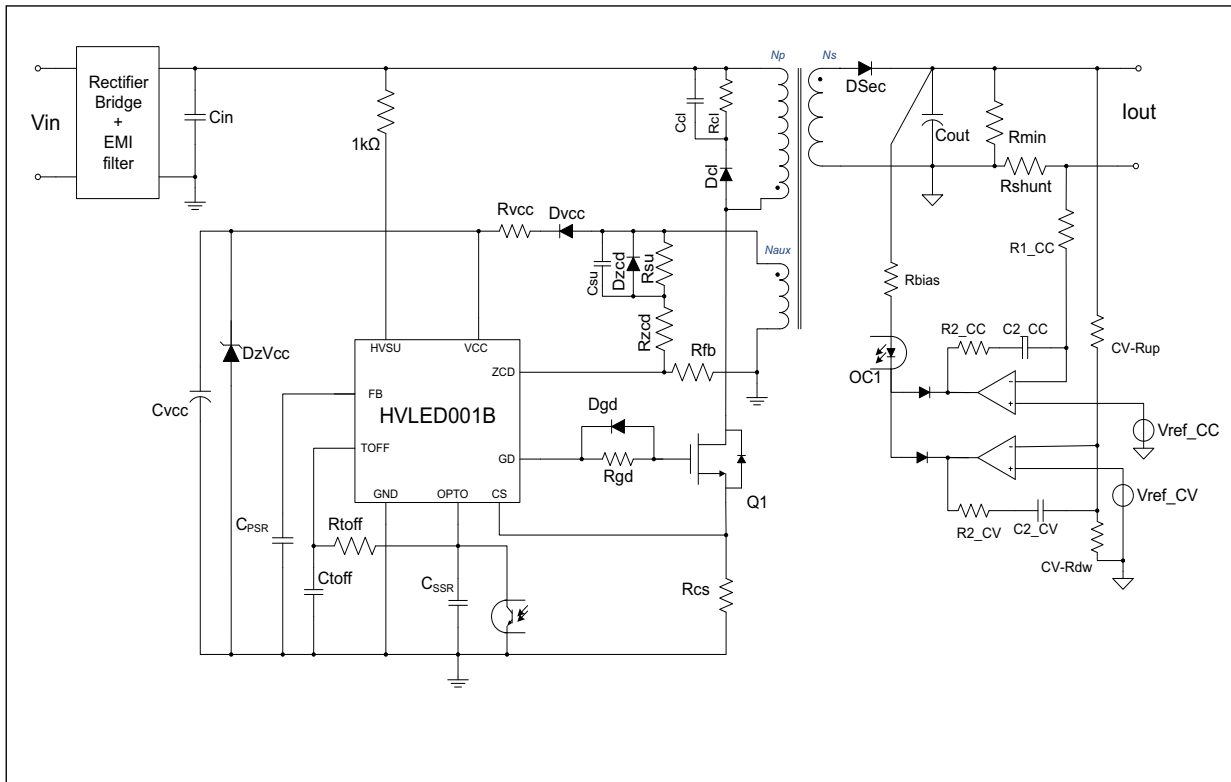 Np
Ns
Rectifier
Bridge
+
EMI
filter
Vin
Cin
1kΩ
Ccl
Rcl
Dcl
DSec
Cout
Rmin
Rshunt
Iout
Rvcc
Dvcc
Csu
Dzcd
Rsu
Naux
Rzcd
Rfb
Rbias
R1_CC
R2_CC
C2_CC
CV-Rup
OC1
Vref_CC
DzVcc
Cvcc
HVSU
VCC
ZCD
FB
HVLED001B
TOFF
GD
GND
OPTO
CS
Dgd
Rgd
Q1
Vref_CV
R2_CV
C2_CV
CV-Rdw
CPSR
Rtoff
Ctoff
CSSR
Rcs